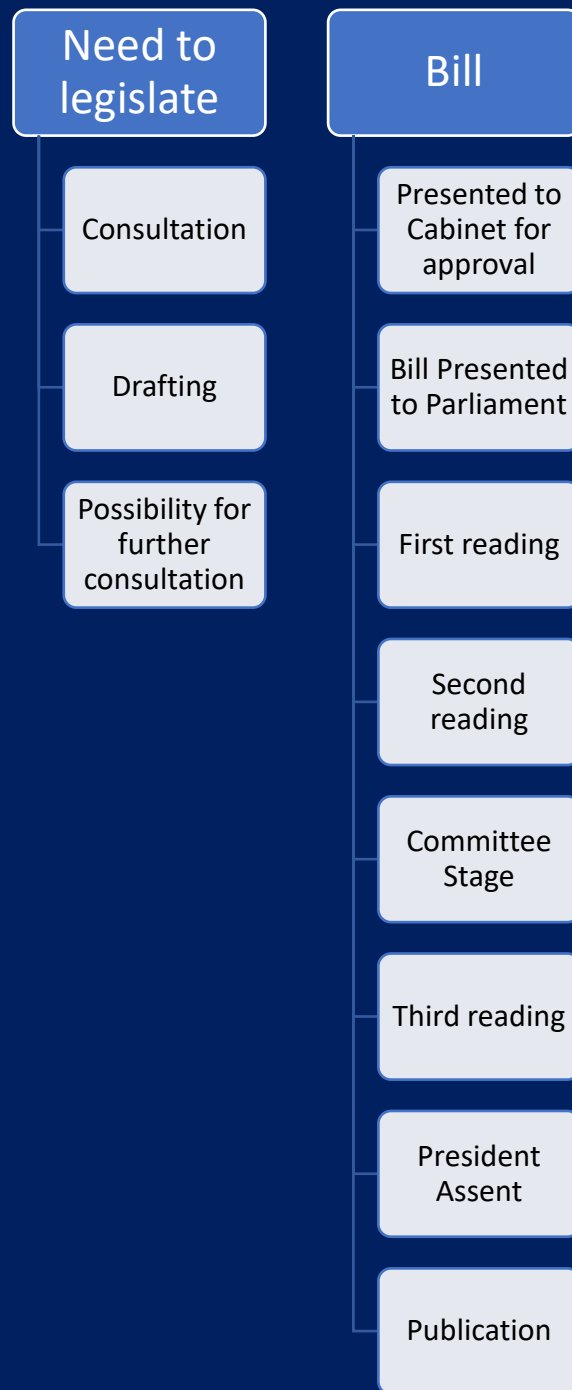 Need to
legislate
Consultation
Drafting
Possibility for
further
consultation
Bill
Presented to
Cabinet for
approval
Bill Presented
to Parliament
First reading
Second
reading
Committee
Stage
Third reading
President
Assent
Publication